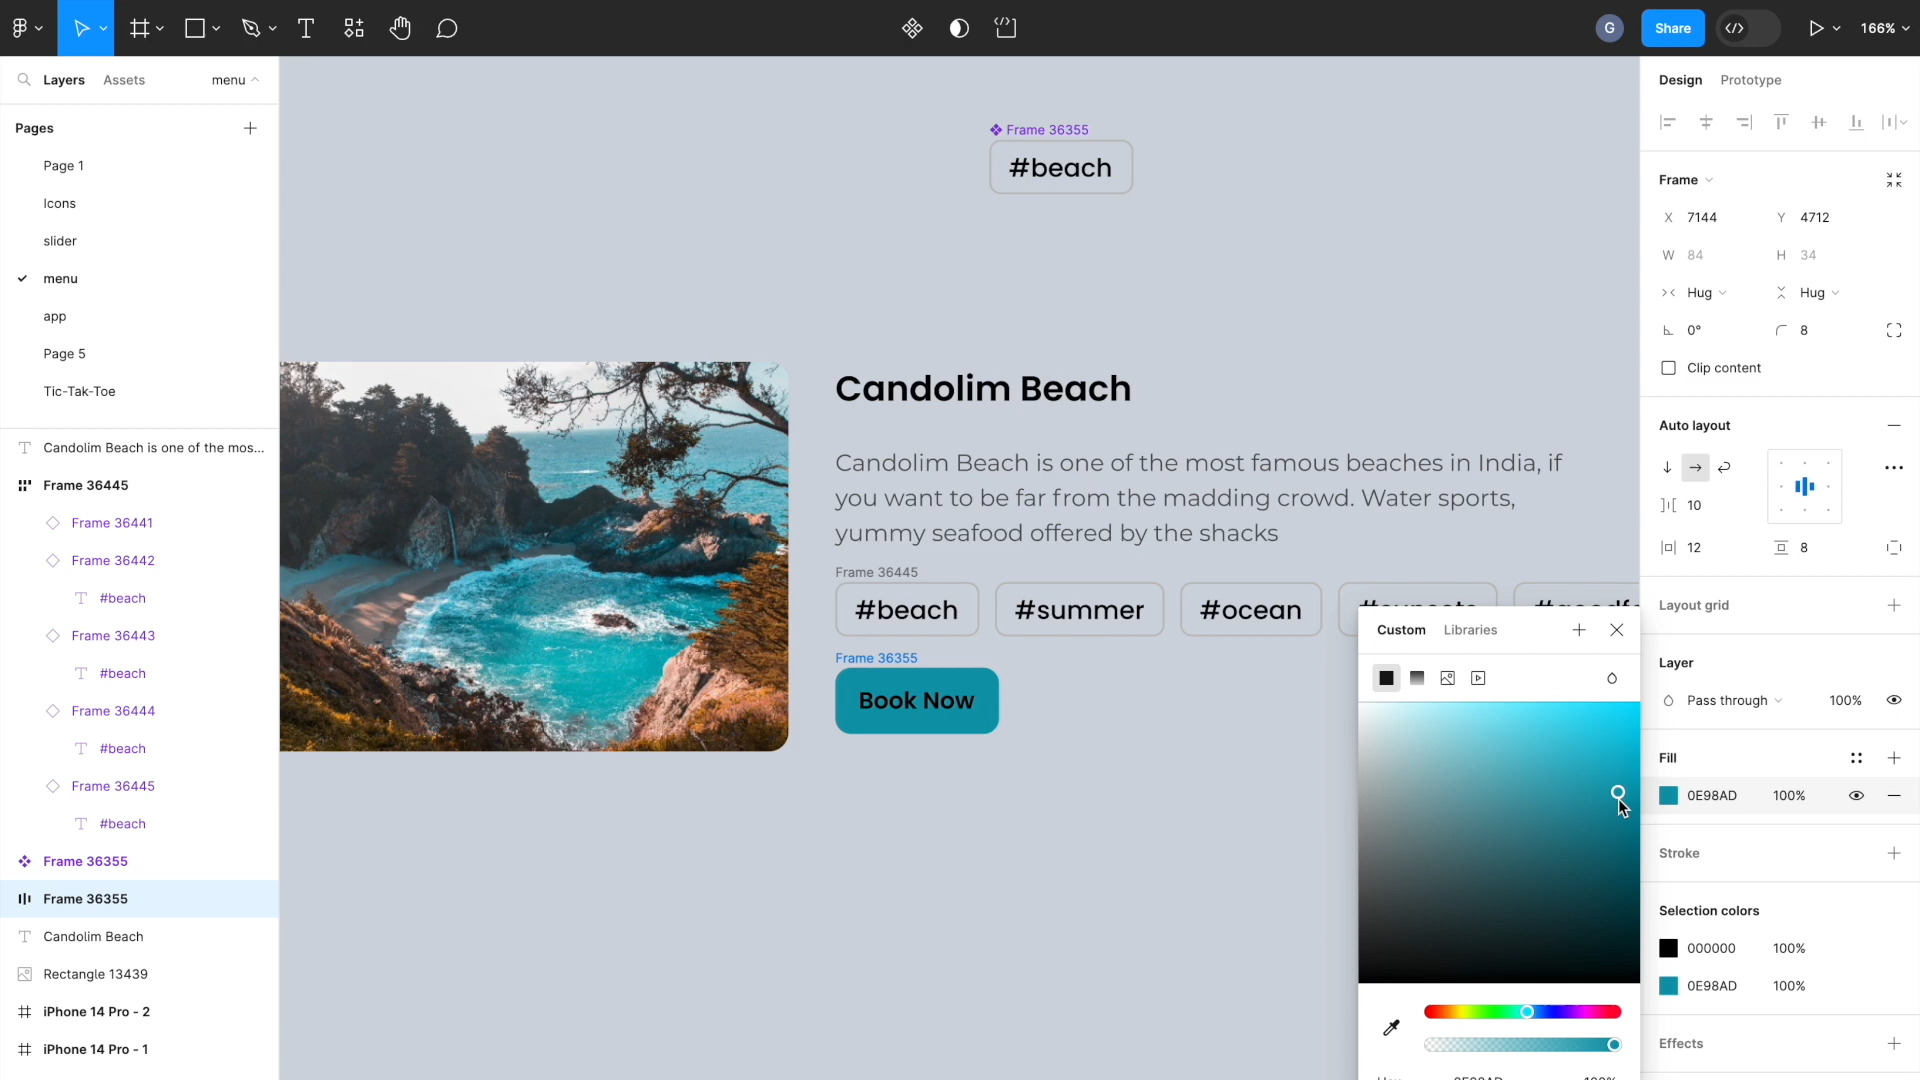 G
Share
166%
Layers
Assets
menu
Design
Prototype
Pages
Page 1
Icons
slider
menu
app
Page 5
Tic-Tak-Toe
Candolim Beach is one of the mos...
Frame 36445
Frame 36441
Frame 36442
#beach
Frame 36443
#beach
Frame 36444
#beach
Frame 36445
#beach
Frame 36355
Frame 36355
Candolim Beach
Rectangle 13439
iPhone 14 Pro - 2
iPhone 14 Pro - 1
Frame 36355
#beach
Candolim Beach
Candolim Beach is one of the most famous beaches in India, if
you want to be far from the madding crowd. Water sports,
yummy seafood offered by the shacks
Frame 36445
#beach
#summer
#ocean
Frame 36355
Book Now
Custom
Libraries
Frame
X 7144
Y 4712
W 84
H 34
Hug
Hug
0°
8
Clip content
Auto layout
10
12
8
Layout grid
Layer
Pass through
100%
Fill
0E98AD
100%
Stroke
Selection colors
000000
100%
0E98AD
100%
Effects